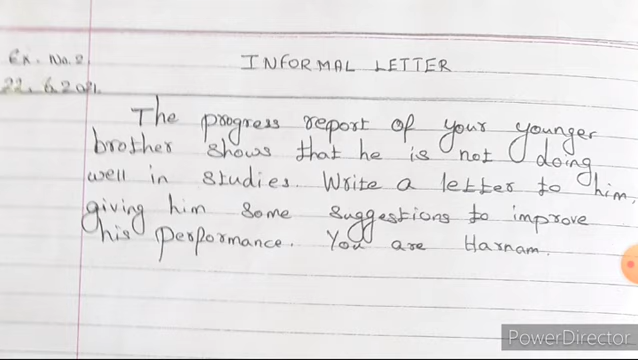 Ex. No. 2
INFORMAL LETTER
22.6.2021.
The progress report of your younger
brother shows that he is not doing
well in studies. Write a letter to him,
giving him some suggestions to improve
his performance. You are Harnam.
PowerDirector